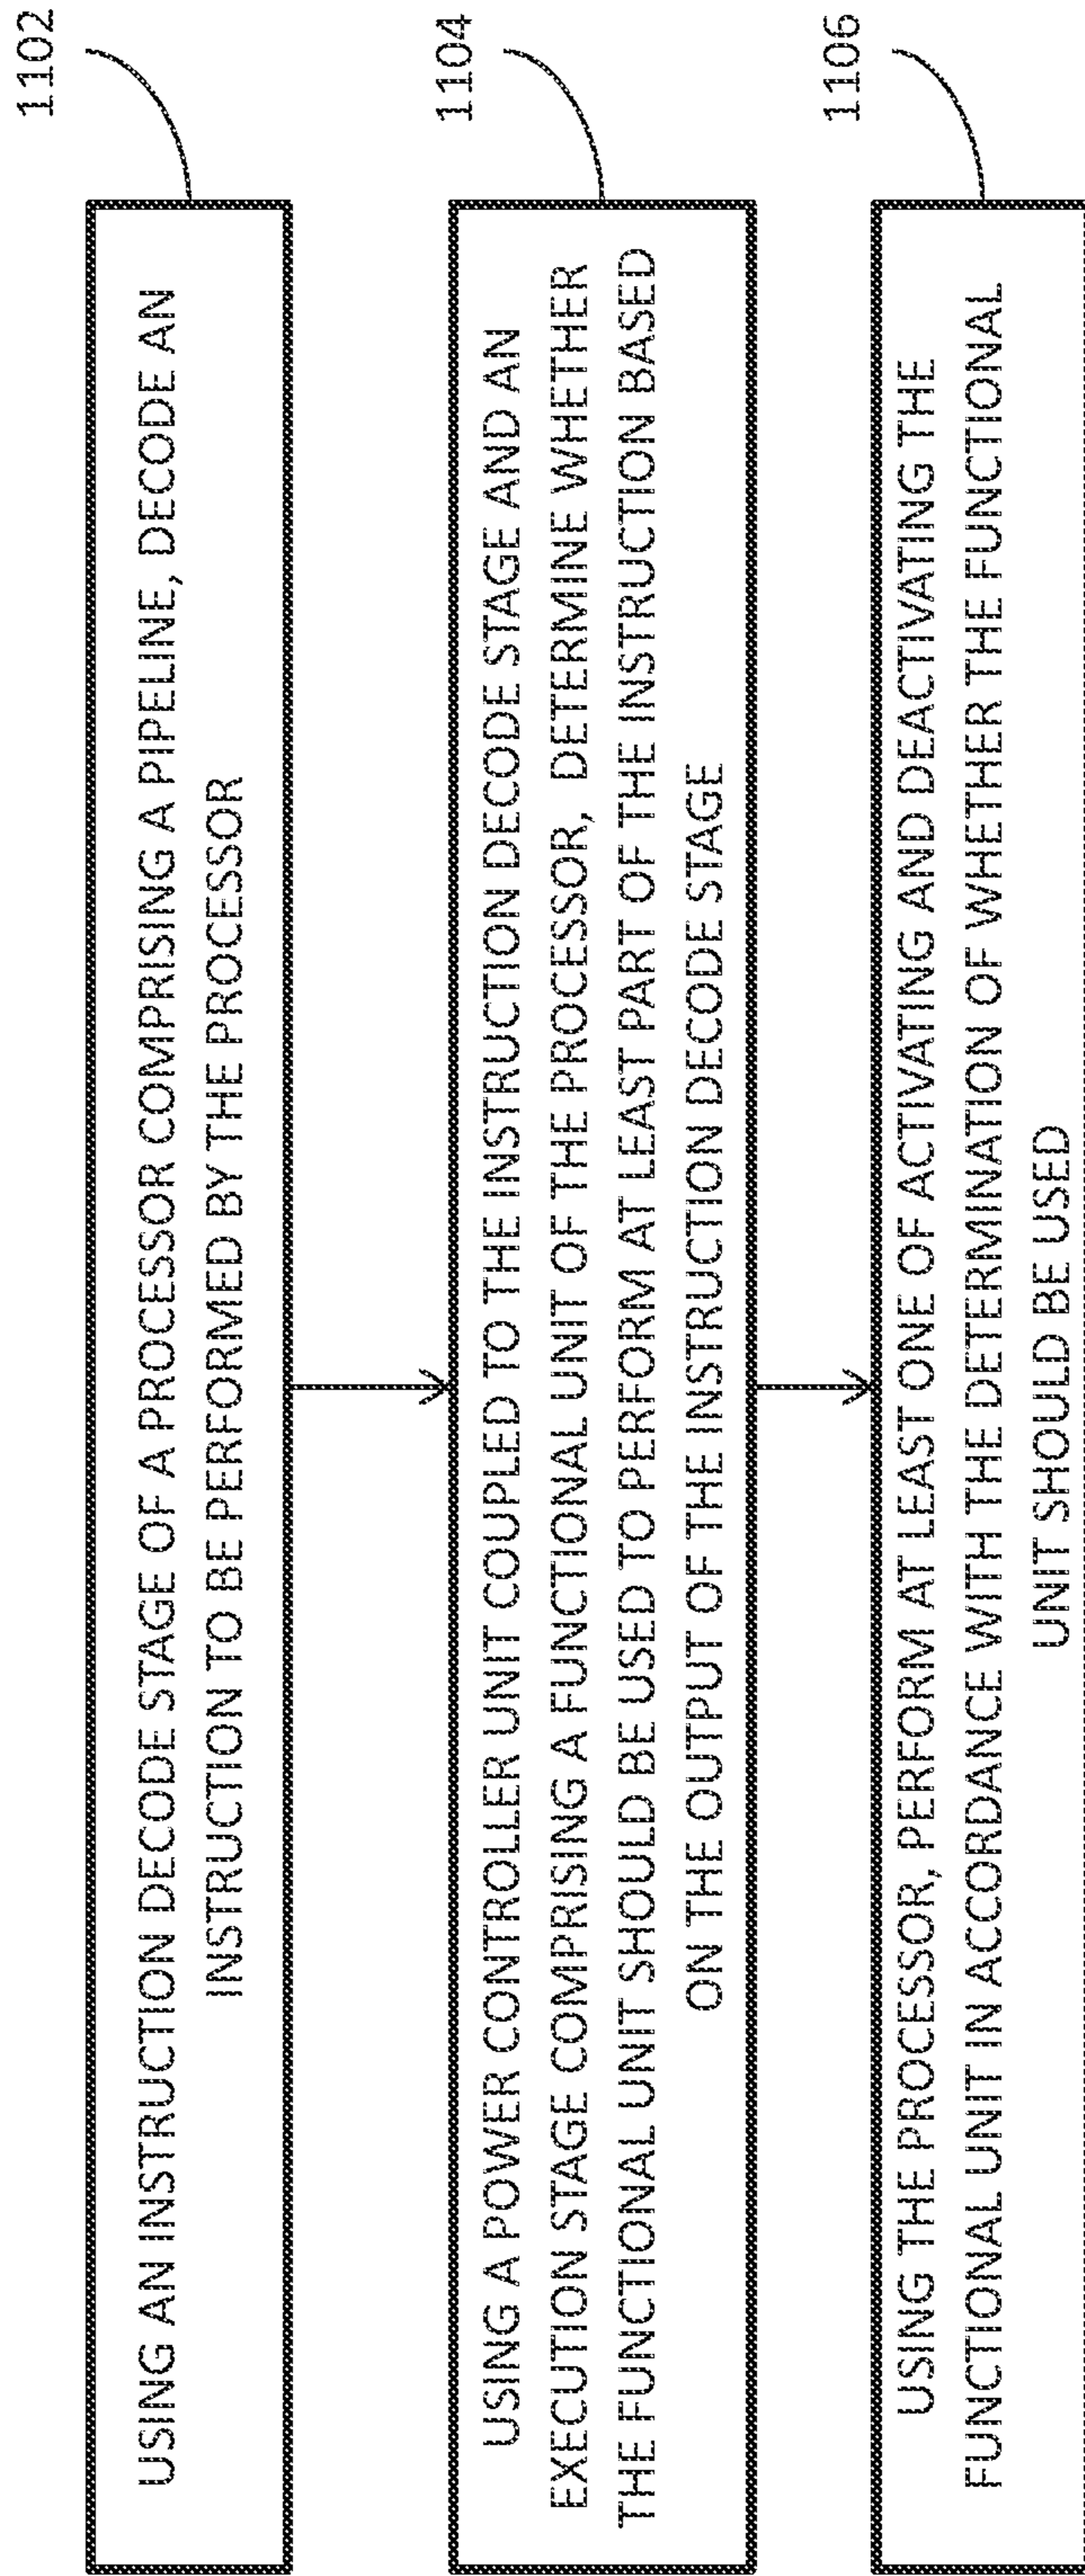 1102
USING AN INSTRUCTION DECODE STAGE OF A PROCESSOR COMPRISING A PIPELINE, DECODE AN
INSTRUCTION TO BE PERFORMED BY THE PROCESSOR
1104
USING A POWER CONTROLLER UNIT COUPLED TO THE INSTRUCTION DECODE STAGE AND AN
EXECUTION STAGE COMPRISING A FUNCTIONAL UNIT OF THE PROCESSOR, DETERMINE WHETHER
THE FUNCTIONAL UNIT SHOULD BE USED TO PERFORM AT LEAST PART OF THE INSTRUCTION BASED
ON THE OUTPUT OF THE INSTRUCTION DECODE STAGE
1106
USING THE PROCESSOR, PERFORM AT LEAST ONE OF ACTIVATING AND DEACTIVATING THE
FUNCTIONAL UNIT IN ACCORDANCE WITH THE DETERMINATION OF WHETHER THE FUNCTIONAL
UNIT SHOULD BE USED